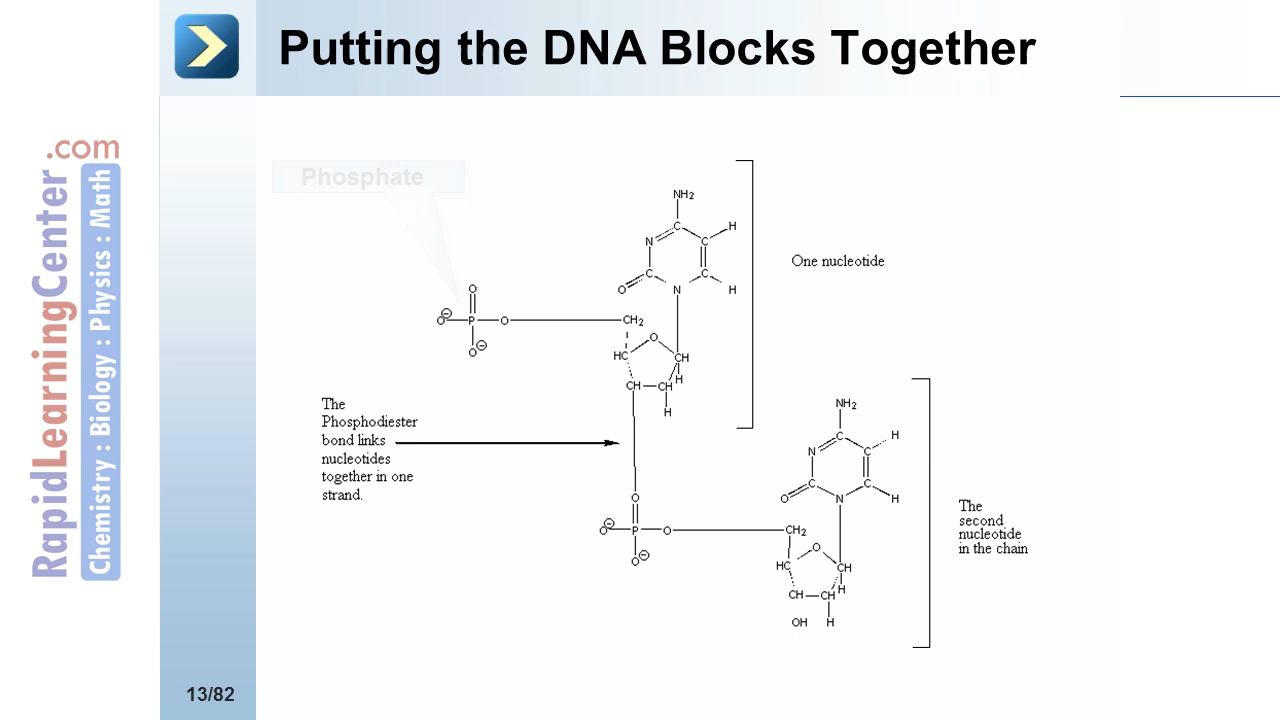 Putting the DNA Blocks Together
RapidLearningCenter.com
Chemistry : Biology : Physics : Math
Phosphate
NH2
C
H
N
C
One nucleotide
C
C
O
N
H
O
O
P
O
CH2
O
O
HC
CH
H
CH
CH
H
The
Phosphodiester
bond links
nucleotides
together in one
strand.
NH2
C
H
N
C
C
C
O
N
H
O
The
second
nucleotide
in the chain
O
P
O
CH2
O
O
HC
CH
H
CH
CH
OH
H
13/82